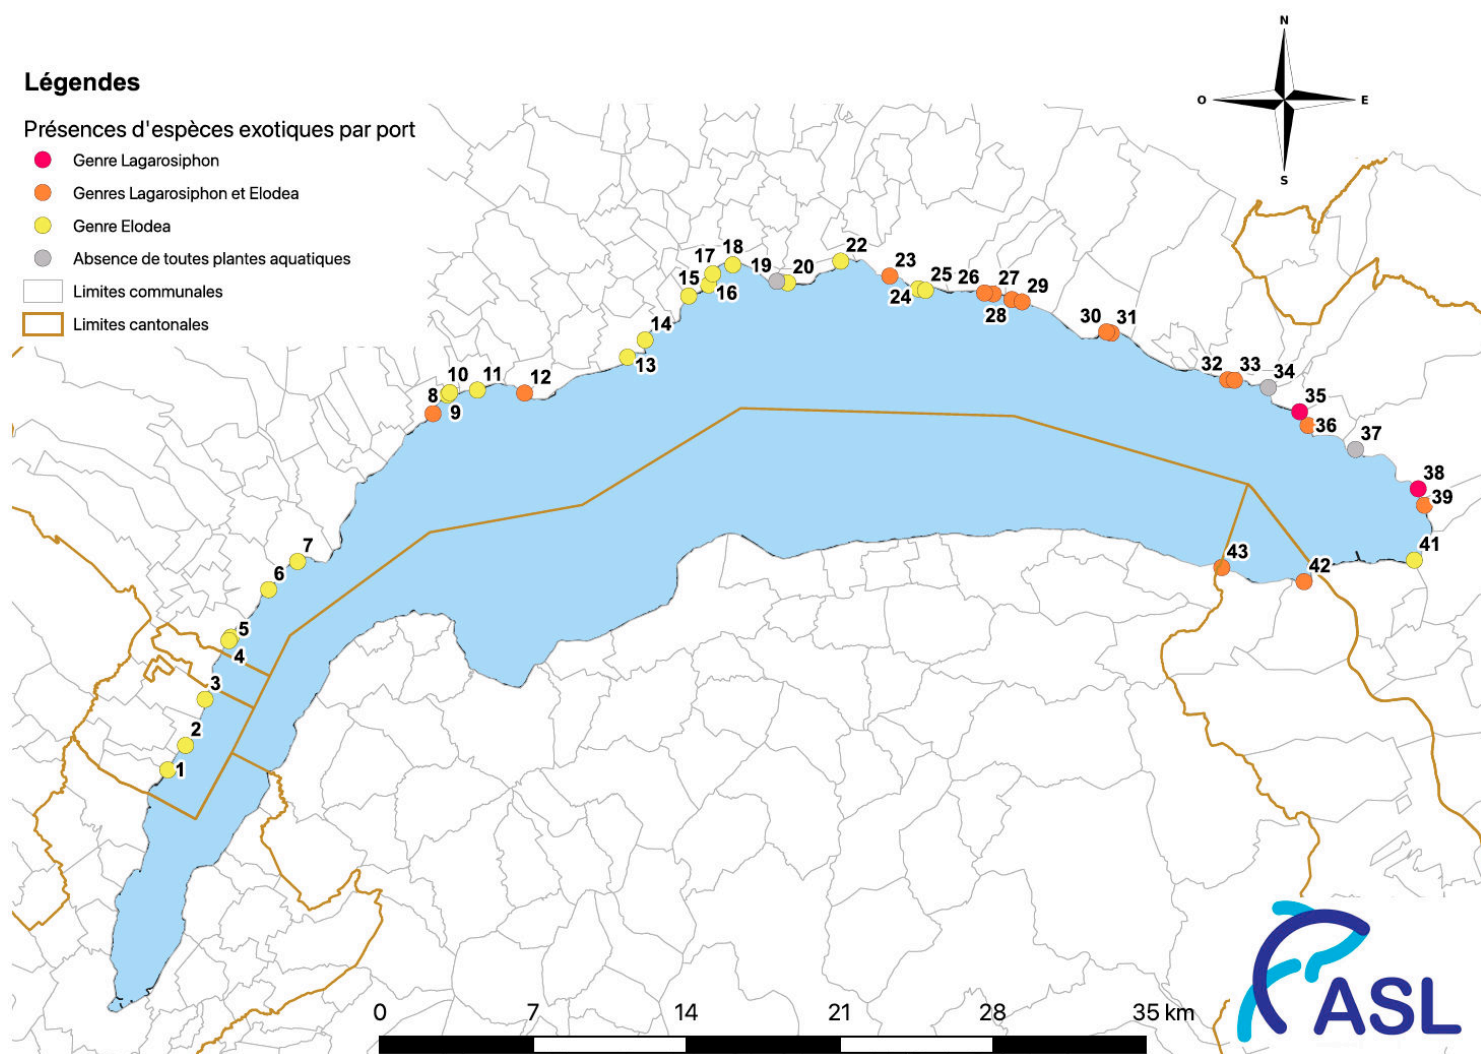 N
O
E
S
Légendes
Présences d'espèces exotiques par port
Genre Lagarosiphon
Genres Lagarosiphon et Elodea
Genre Elodea
Absence de toutes plantes aquatiques
Limites communales
Limites cantonales
1
2
3
4
5
6
7
8
9
10
11
12
13
14
15
16
17
18
19
20
22
23
24
25
26
27
28
29
30
31
32
33
34
35
36
37
38
39
41
42
43
0 7 14 21 28 35 km
ASL